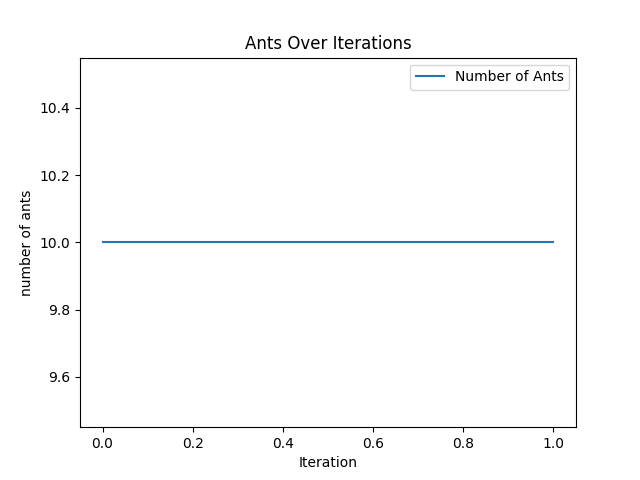 Ants Over Iterations
Number of Ants
number of ants
10.4
10.2
10.0
9.8
9.6
0.0 0.2 0.4 0.6 0.8 1.0
Iteration